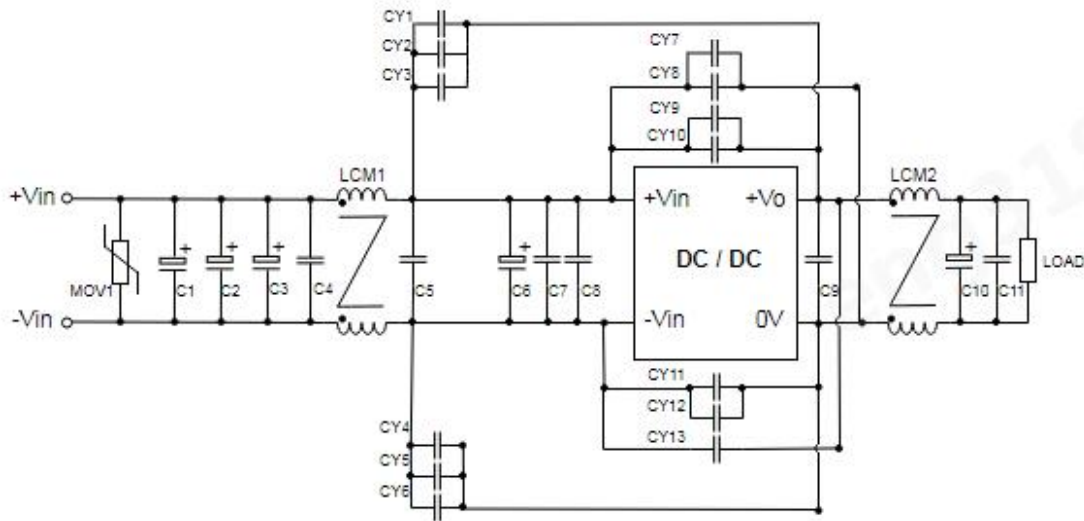 CY1
CY2
CY3
CY7
CY8
CY9
CY10
+Vin
LCM1
+Vin
+Vo
LCM2
DC / DC
MOV1
+
C1
+
C2
+
C3
C4
C5
+
C6
C7
C8
C9
+
C10
C11
LOAD
-Vin
-Vin
0V
CY11
CY12
CY13
CY4
CY5
CY6